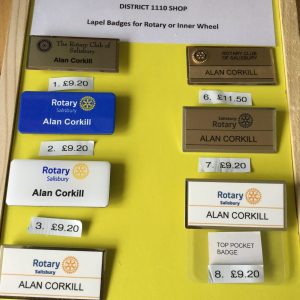 DISTRICT 1110 SHOP
Lapel Badges for Rotary or Inner Wheel
The Rotary Club of
Salisbury
Alan Corkill
1. £9.20
Rotary
Salisbury
Alan Corkill
2. £9.20
Rotary
Salisbury
Alan Corkill
3. £9.20
Rotary
Salisbury
ALAN CORKILL
ROTARY CLUB
OF SALISBURY
ALAN CORKILL
6. £11.50
Salisbury
Rotary
ALAN CORKILL
7. £9.20
Rotary
Salisbury
ALAN CORKILL
TOP POCKET
BADGE
8. £9.20